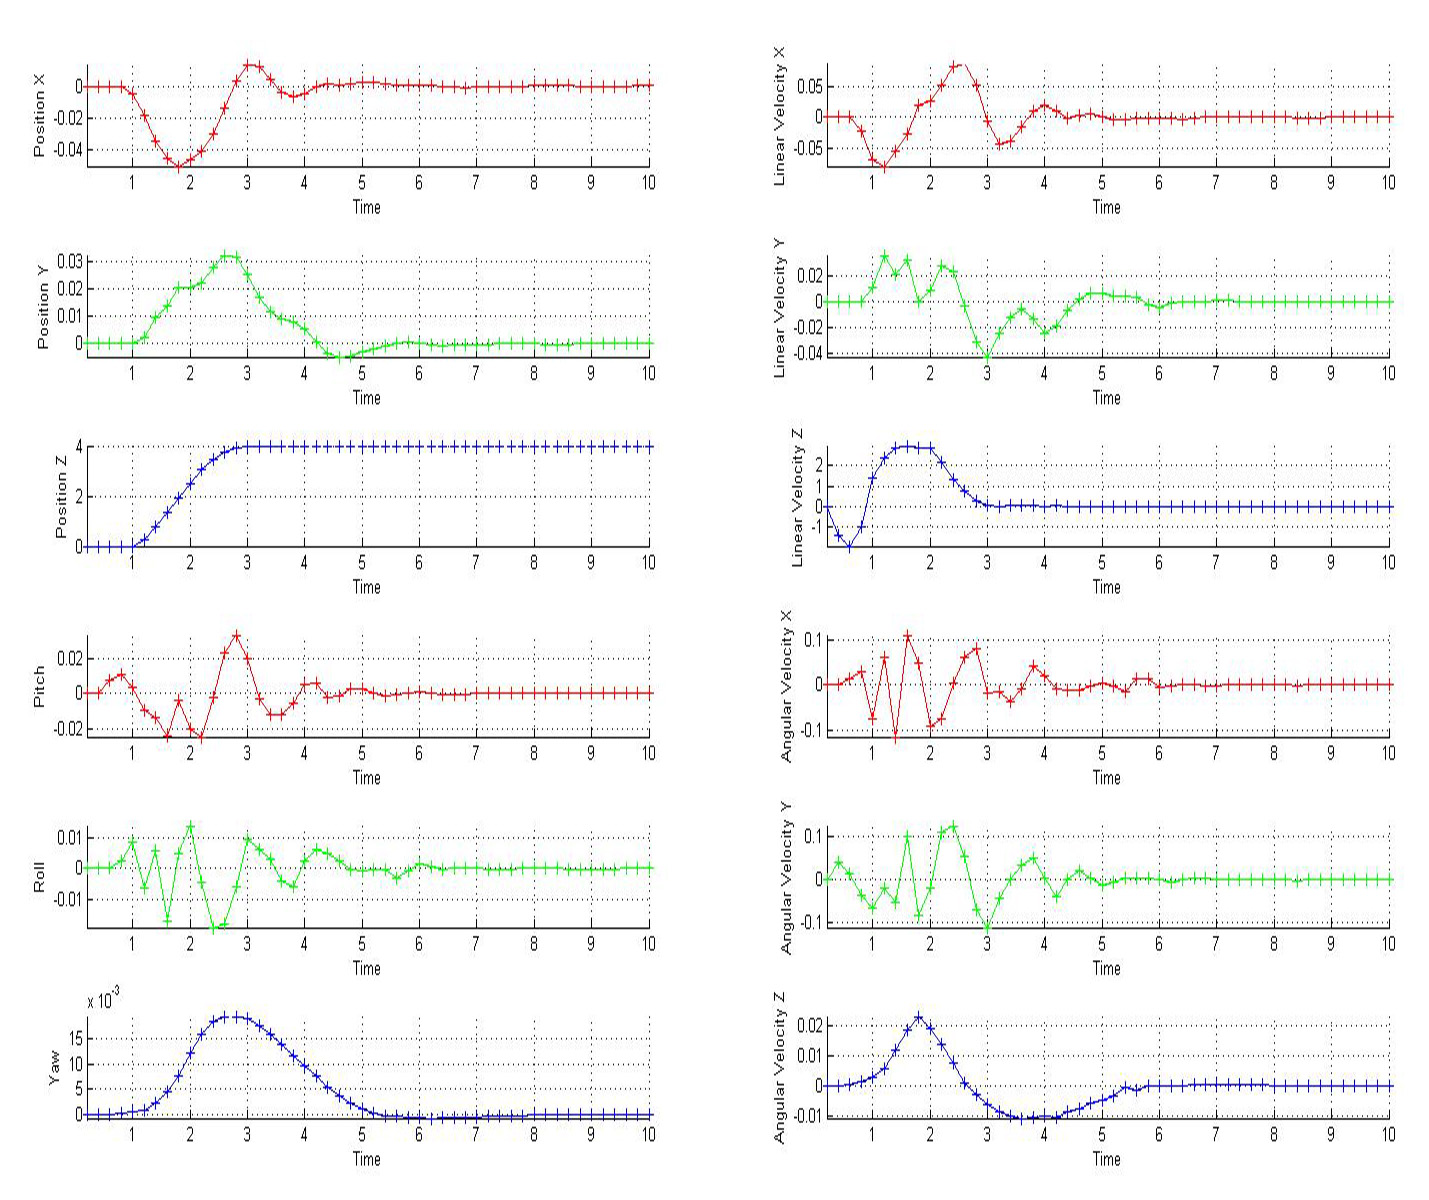 Position X
0
-0.02
-0.04
1 2 3 4 5 6 7 8 9 10
Time
Linear Velocity X
0.05
0
-0.05
1 2 3 4 5 6 7 8 9 10
Time
Position Y
0.03
0.02
0.01
0
1 2 3 4 5 6 7 8 9 10
Time
Linear Velocity Y
0.02
0
-0.02
-0.04
1 2 3 4 5 6 7 8 9 10
Time
Position Z
4
2
0
1 2 3 4 5 6 7 8 9 10
Time
Linear Velocity Z
2
1
0
-1
1 2 3 4 5 6 7 8 9 10
Time
Pitch
0.02
0
-0.02
1 2 3 4 5 6 7 8 9 10
Time
Angular Velocity X
0.1
0
-0.1
1 2 3 4 5 6 7 8 9 10
Time
Roll
0.01
0
-0.01
1 2 3 4 5 6 7 8 9 10
Time
Angular Velocity Y
0.1
0
-0.1
1 2 3 4 5 6 7 8 9 10
Time
x 10^-3
Yaw
15
10
5
0
1 2 3 4 5 6 7 8 9 10
Time
Angular Velocity Z
0.02
0.01
0
-0.01
1 2 3 4 5 6 7 8 9 10
Time